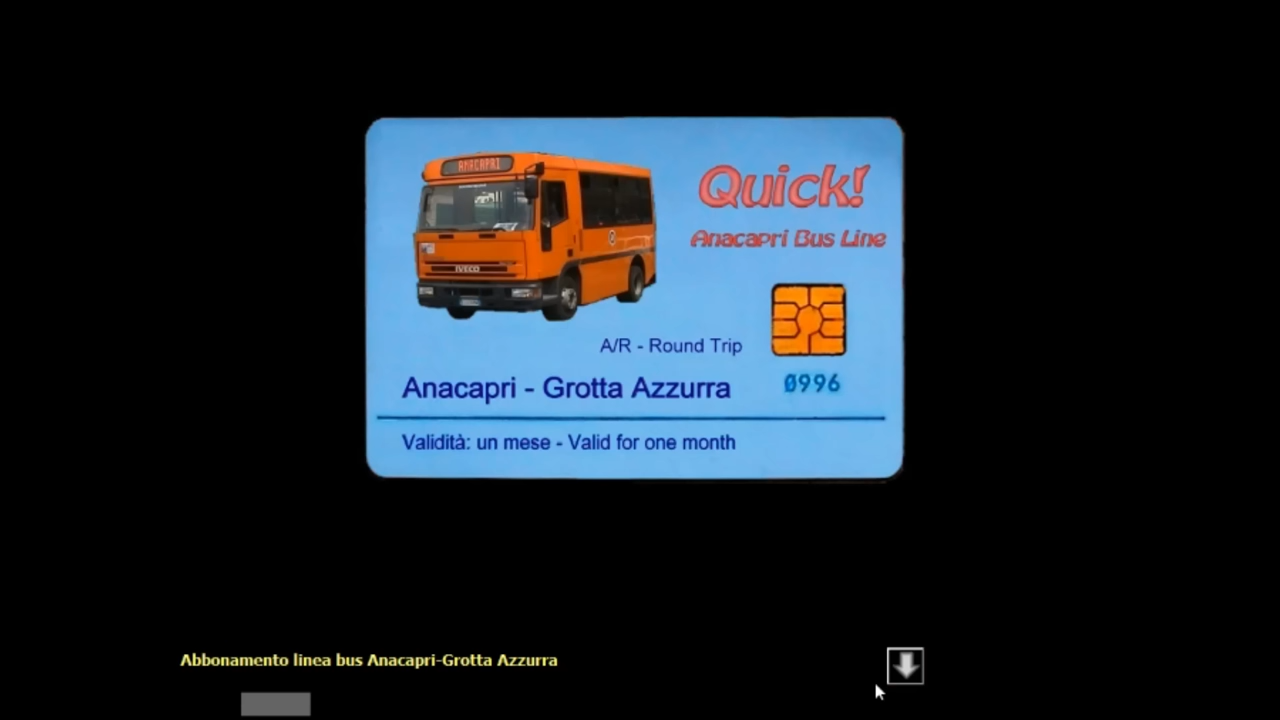 ANACAPRI
Quick!
Anacapri Bus Line
IVECO
A/R - Round Trip
Anacapri - Grotta Azzurra
0996
Validità: un mese - Valid for one month
Abbonamento linea bus Anacapri-Grotta Azzurra